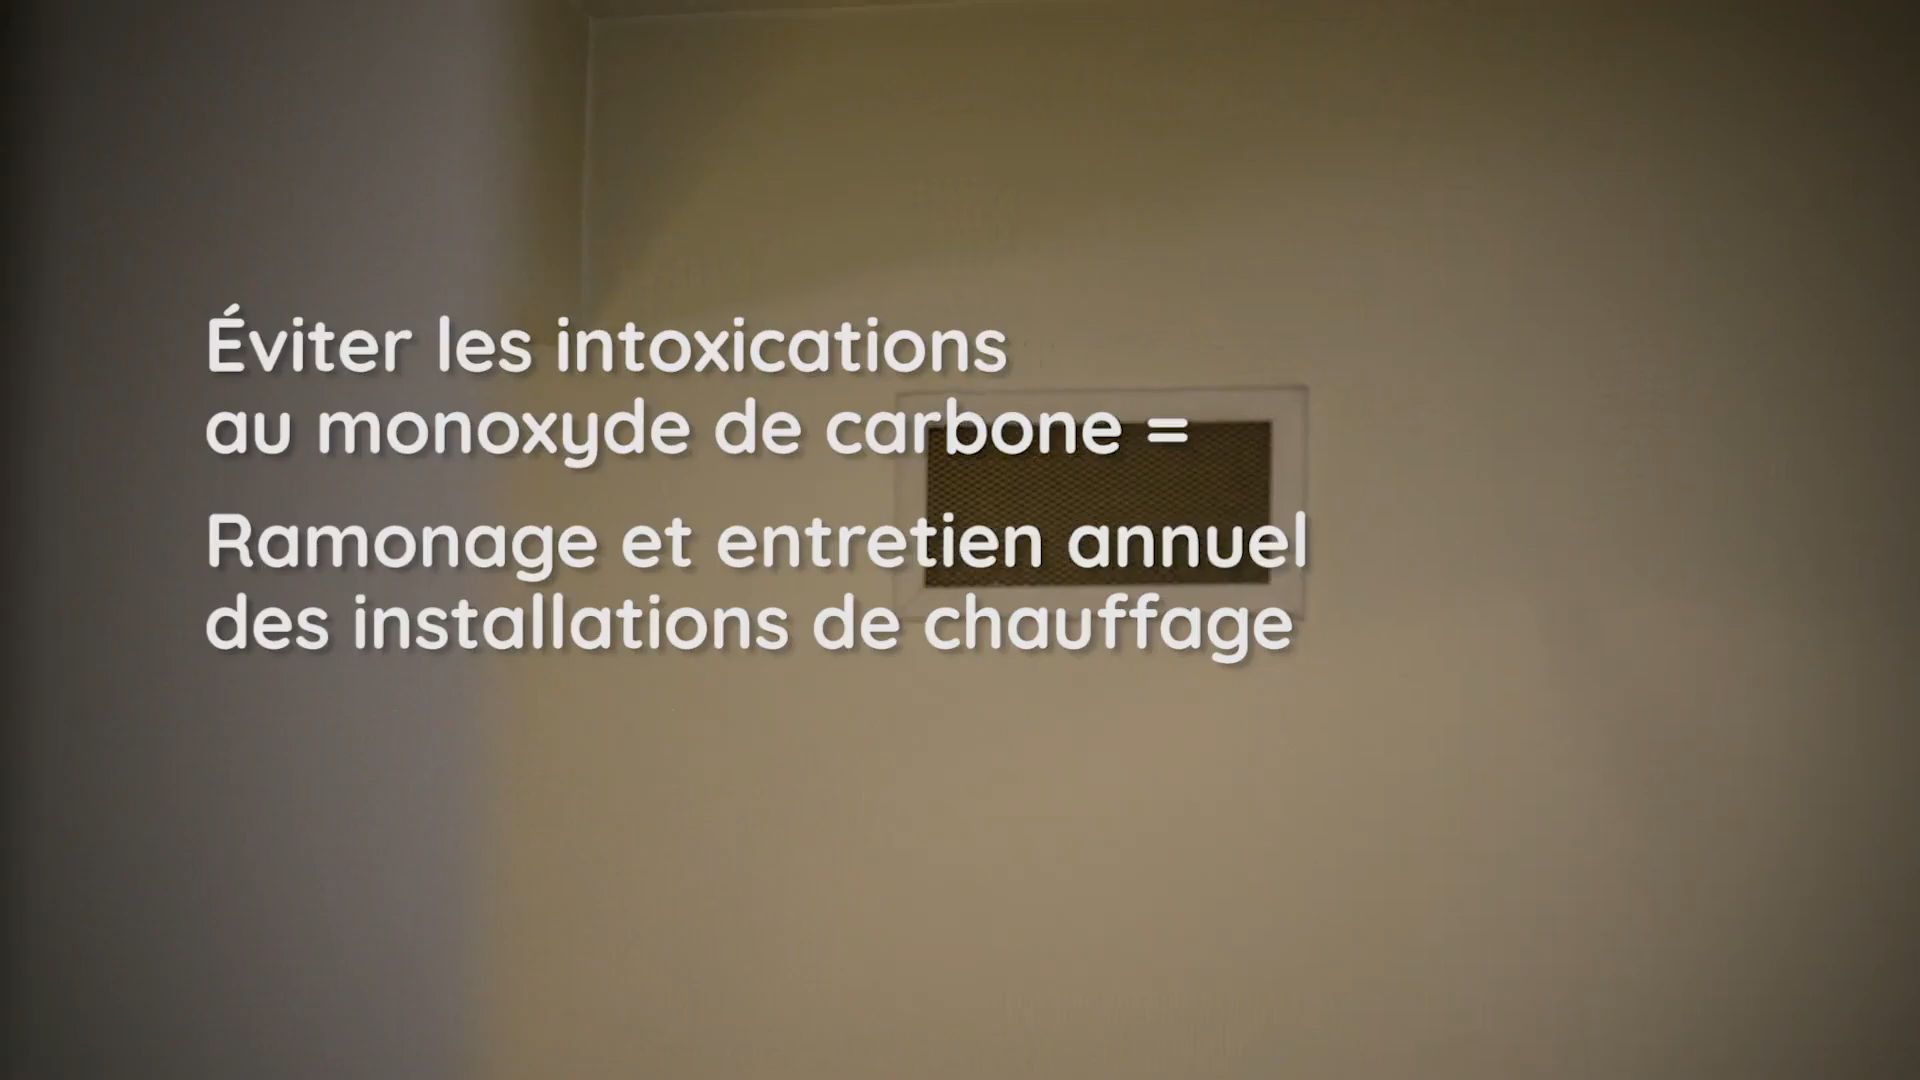 Éviter les intoxications
au monoxyde de carbone =
Ramonage et entretien annuel
des installations de chauffage